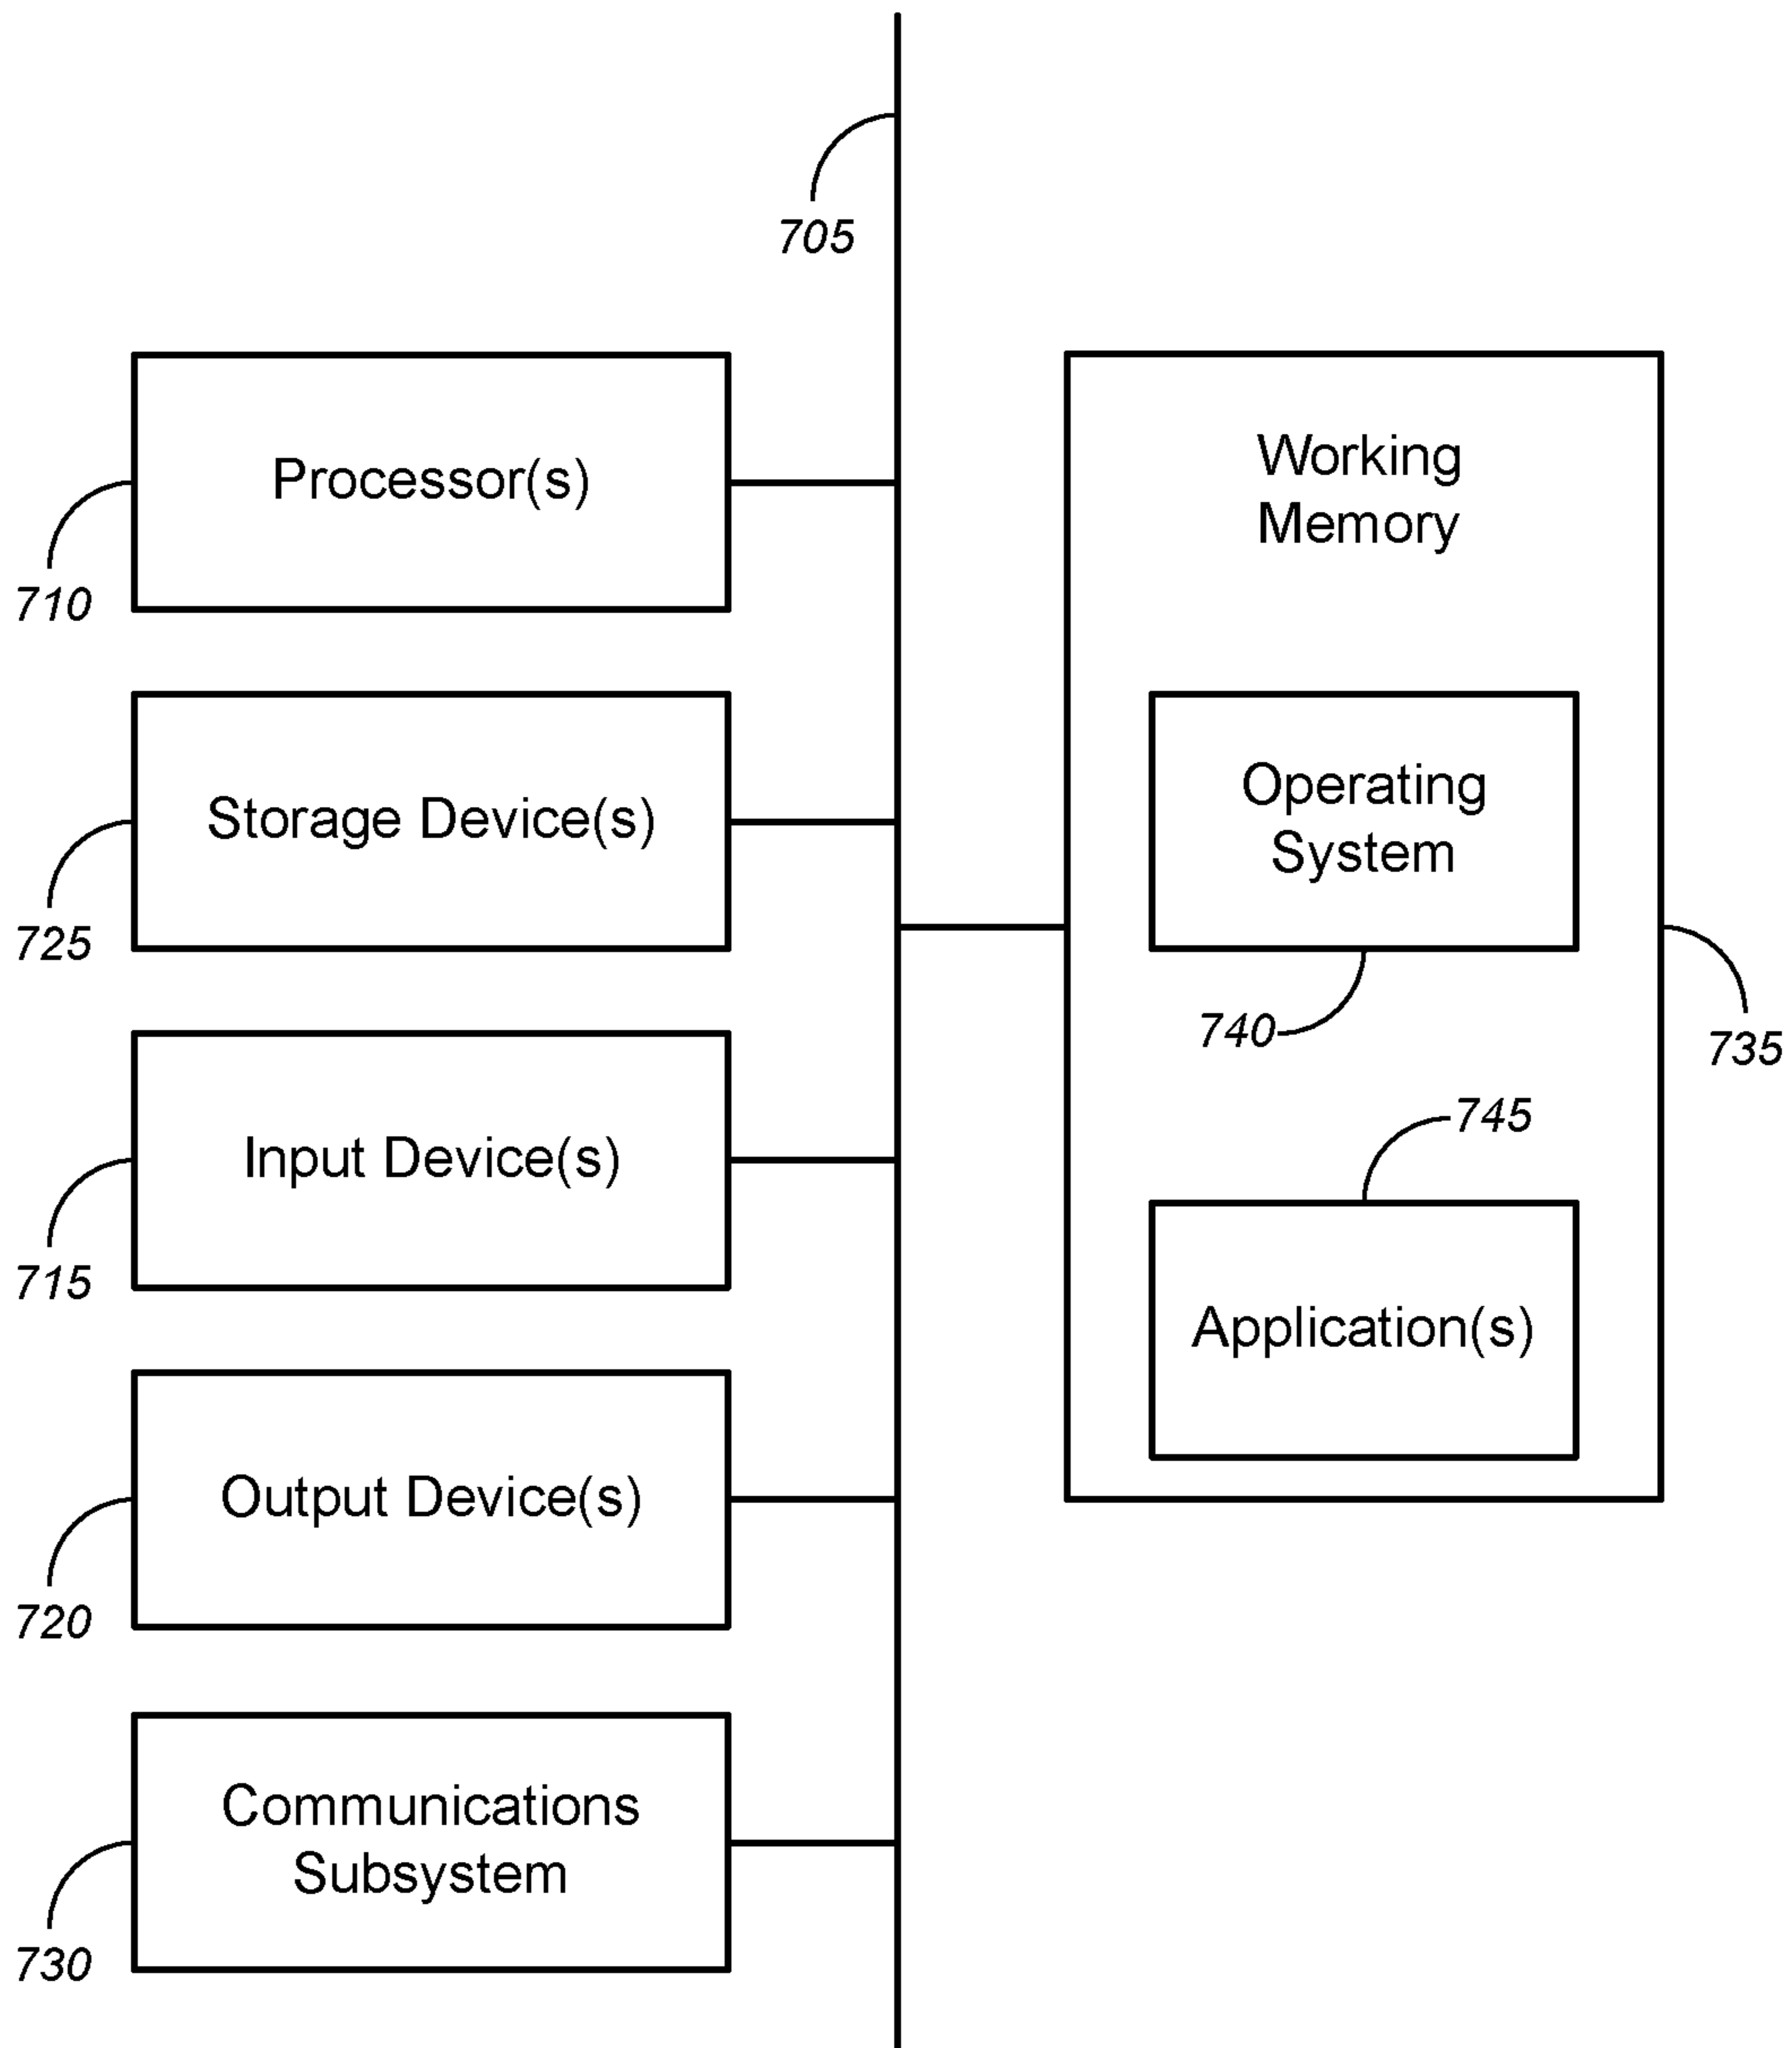 705
Processor(s)
710
Storage Device(s)
725
Input Device(s)
715
Output Device(s)
720
Communications
Subsystem
730
Working
Memory
Operating
System
740
735
745
Application(s)